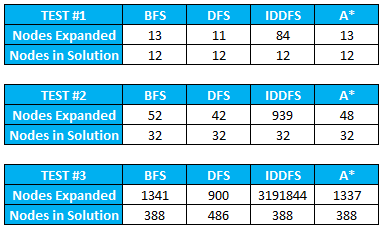 TEST #1 BFS DFS IDDFS A*
Nodes Expanded 13 11 84 13
Nodes in Solution 12 12 12 12
TEST #2 BFS DFS IDDFS A*
Nodes Expanded 52 42 939 48
Nodes in Solution 32 32 32 32
TEST #3 BFS DFS IDDFS A*
Nodes Expanded 1341 900 3191844 1337
Nodes in Solution 388 486 388 388